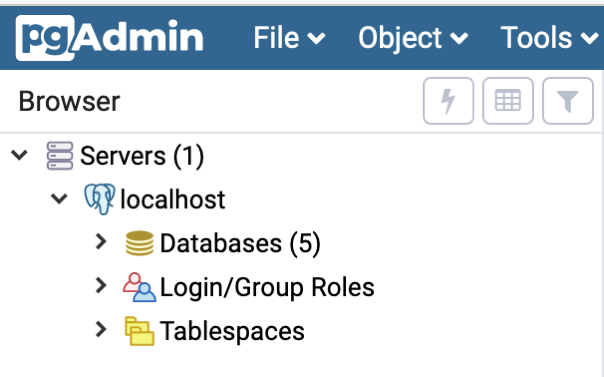 pgAdmin File Object Tools
Browser
Servers (1)
localhost
Databases (5)
Login/Group Roles
Tablespaces